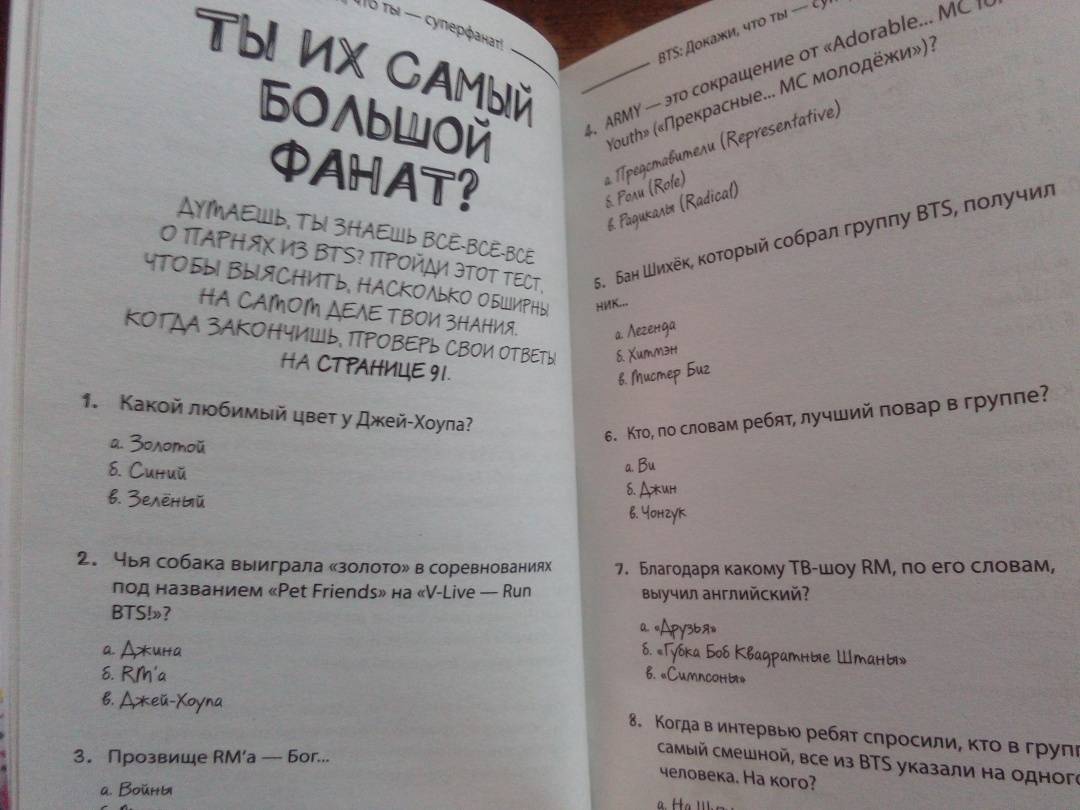 что ты — суперфанат!
ТЫ ИХ САМЫЙ
БОЛЬШОЙ
ФАНАТ?
ДУМАЕШЬ, ТЫ ЗНАЕШЬ ВСЁ-ВСЁ-ВСЁ
О ПАРНЯХ ИЗ BTS? ПРОЙДИ ЭТОТ ТЕСТ,
ЧТОБЫ ВЫЯСНИТЬ, НАСКОЛЬКО ОБШИРНЫ
НА САМОМ ДЕЛЕ ТВОИ ЗНАНИЯ.
КОГДА ЗАКОНЧИШЬ, ПРОВЕРЬ СВОИ ОТВЕТЫ
НА СТРАНИЦЕ 91.
1. Какой любимый цвет у Джей-Хоупа?
а. Золотой
б. Синий
в. Зелёный
2. Чья собака выиграла «золото» в соревнованиях
под названием «Pet Friends» на «V-Live — Run
BTS!»?
а. Джина
б. RM'а
в. Джей-Хоупа
3. Прозвище RM'а — Бог...
а. Войны
BTS: Докажи, что ты —
4. ARMY — это сокращение от «Adorable... MC
Youth» («Прекрасные... МС молодёжи»)?
а. Представители (Representative)
б. Роли (Role)
в. Радикалы (Radical)
5. Бан Шихёк, который собрал группу BTS, получил
ник...
а. Легенда
б. Хитмэн
в. Мистер Биг
6. Кто, по словам ребят, лучший повар в группе?
а. Ви
б. Джин
в. Чонгук
7. Благодаря какому ТВ-шоу RM, по его словам,
выучил английский?
а. «Друзья»
б. «Губка Боб Квадратные Штаны»
в. «Симпсоны»
8. Когда в интервью ребят спросили, кто в
самый смешной, все из BTS указали на одного
человека. На кого?
а. На